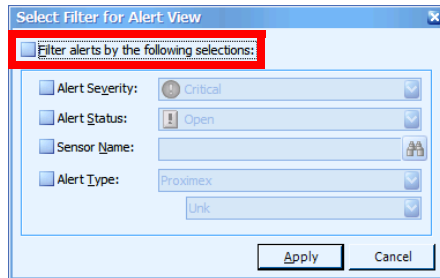 Select Filter for Alert View
Filter alerts by the following selections:
Alert Severity:
Critical
Alert Status:
Open
Sensor Name:
Alert Type:
Proximex
Unk
Apply
Cancel